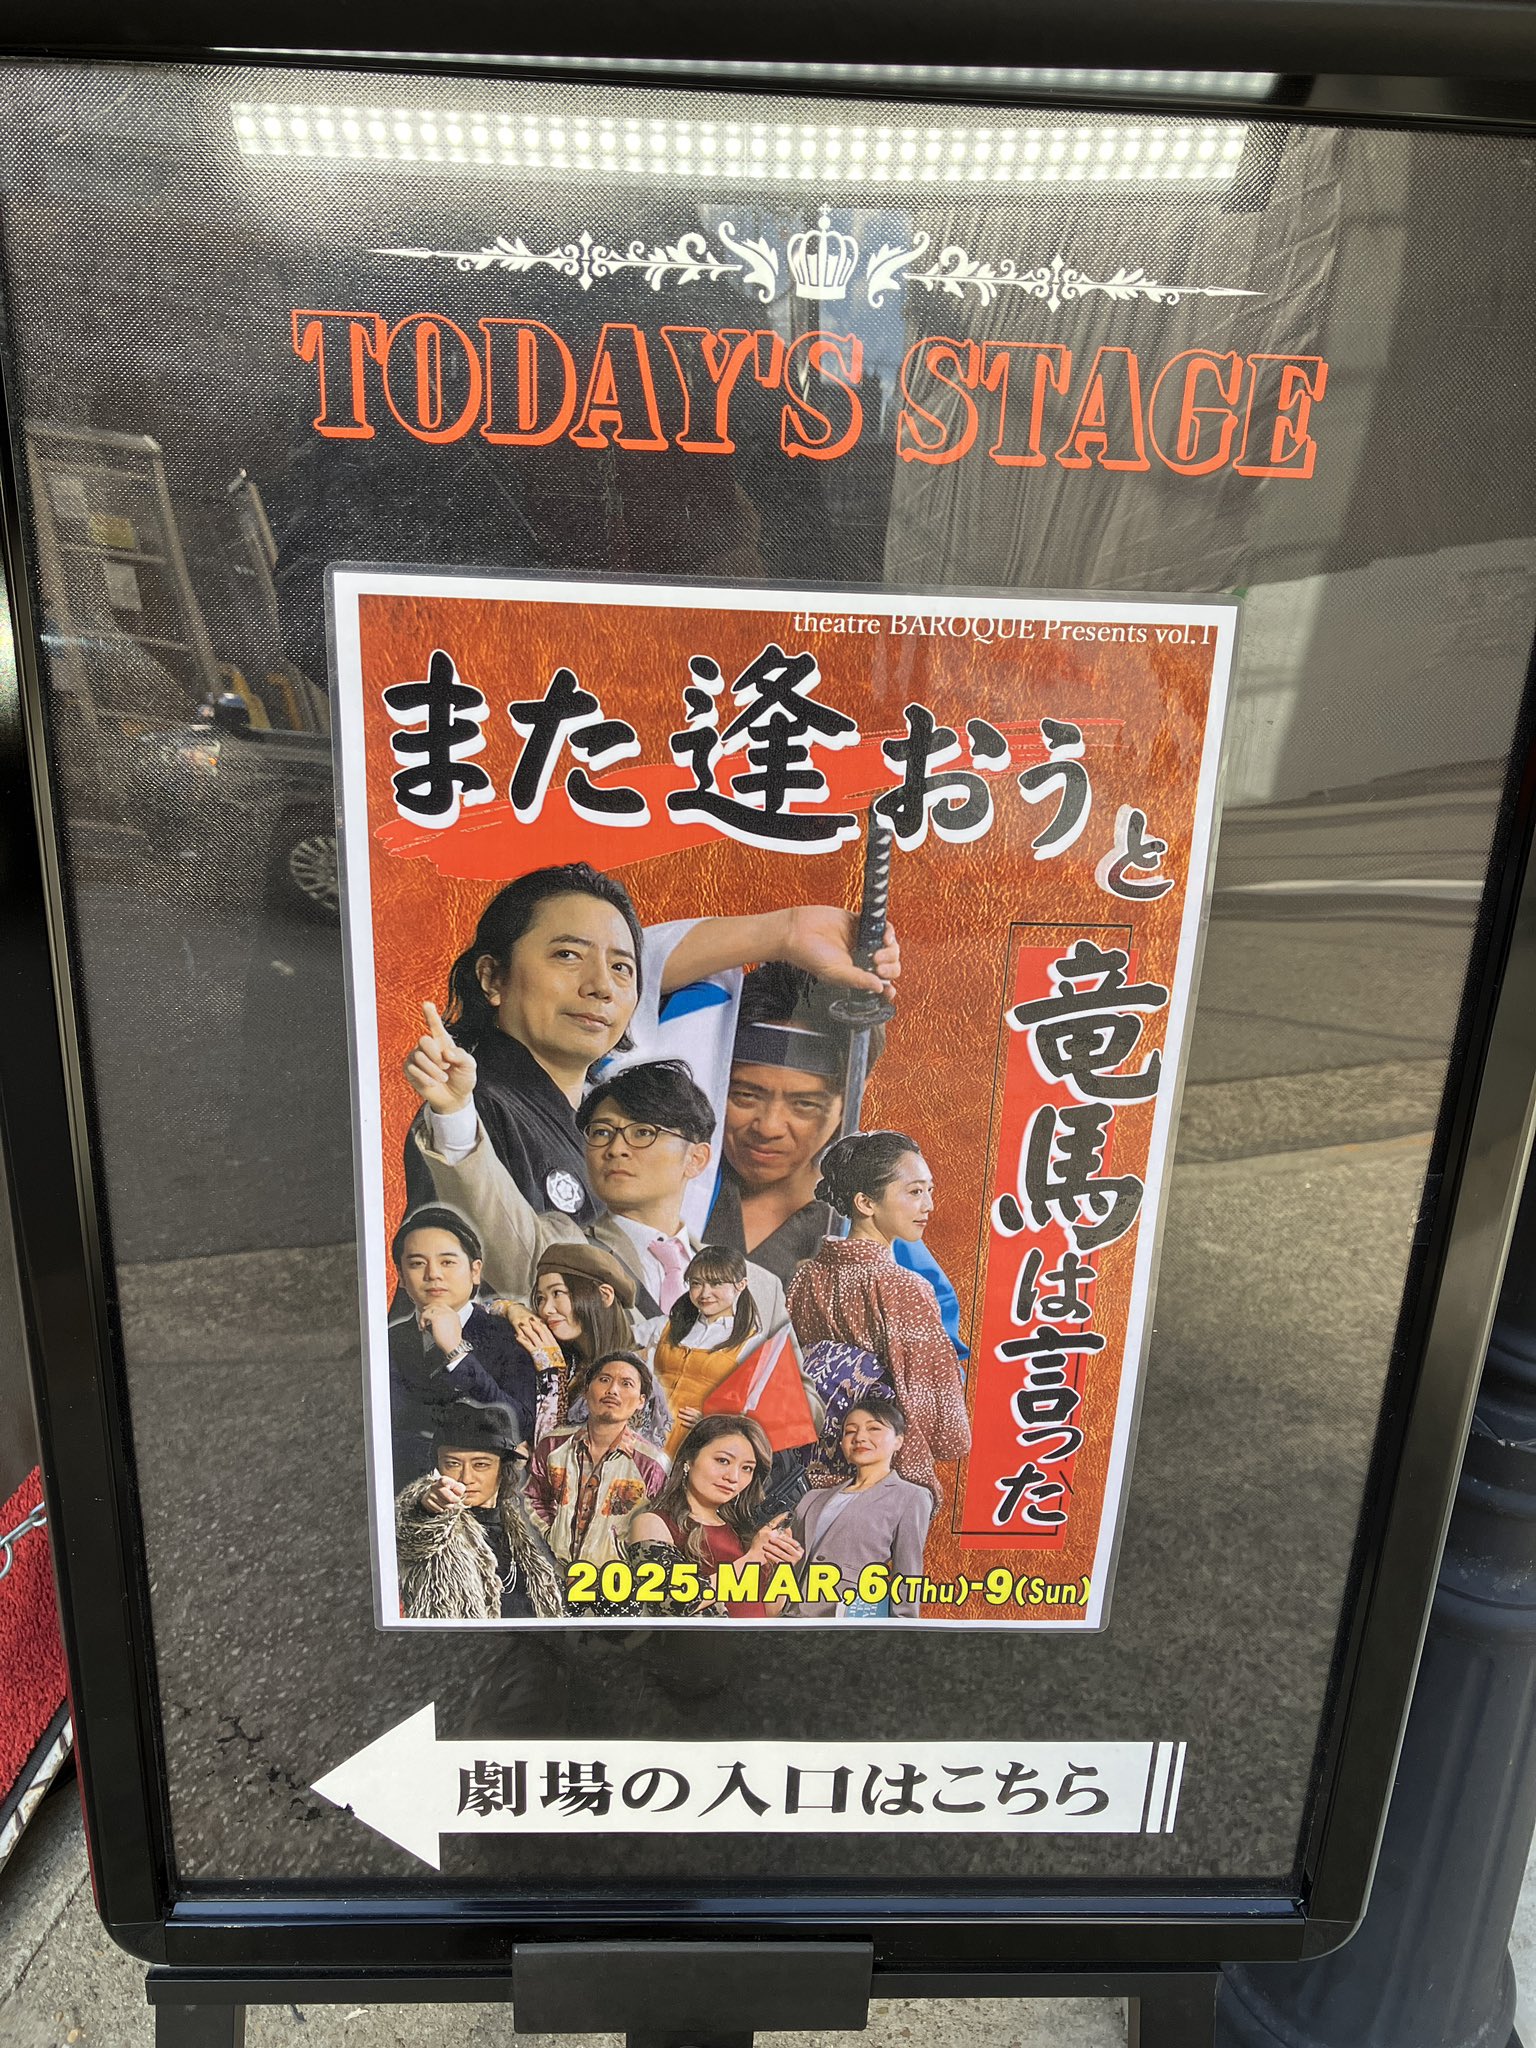 TODAY'S STAGE
theatre BAROQUE Presents vol.1
また逢おうと
竜馬は言った
2025.MAR,6(Thu)-9(Sun)
劇場の入口はこちら